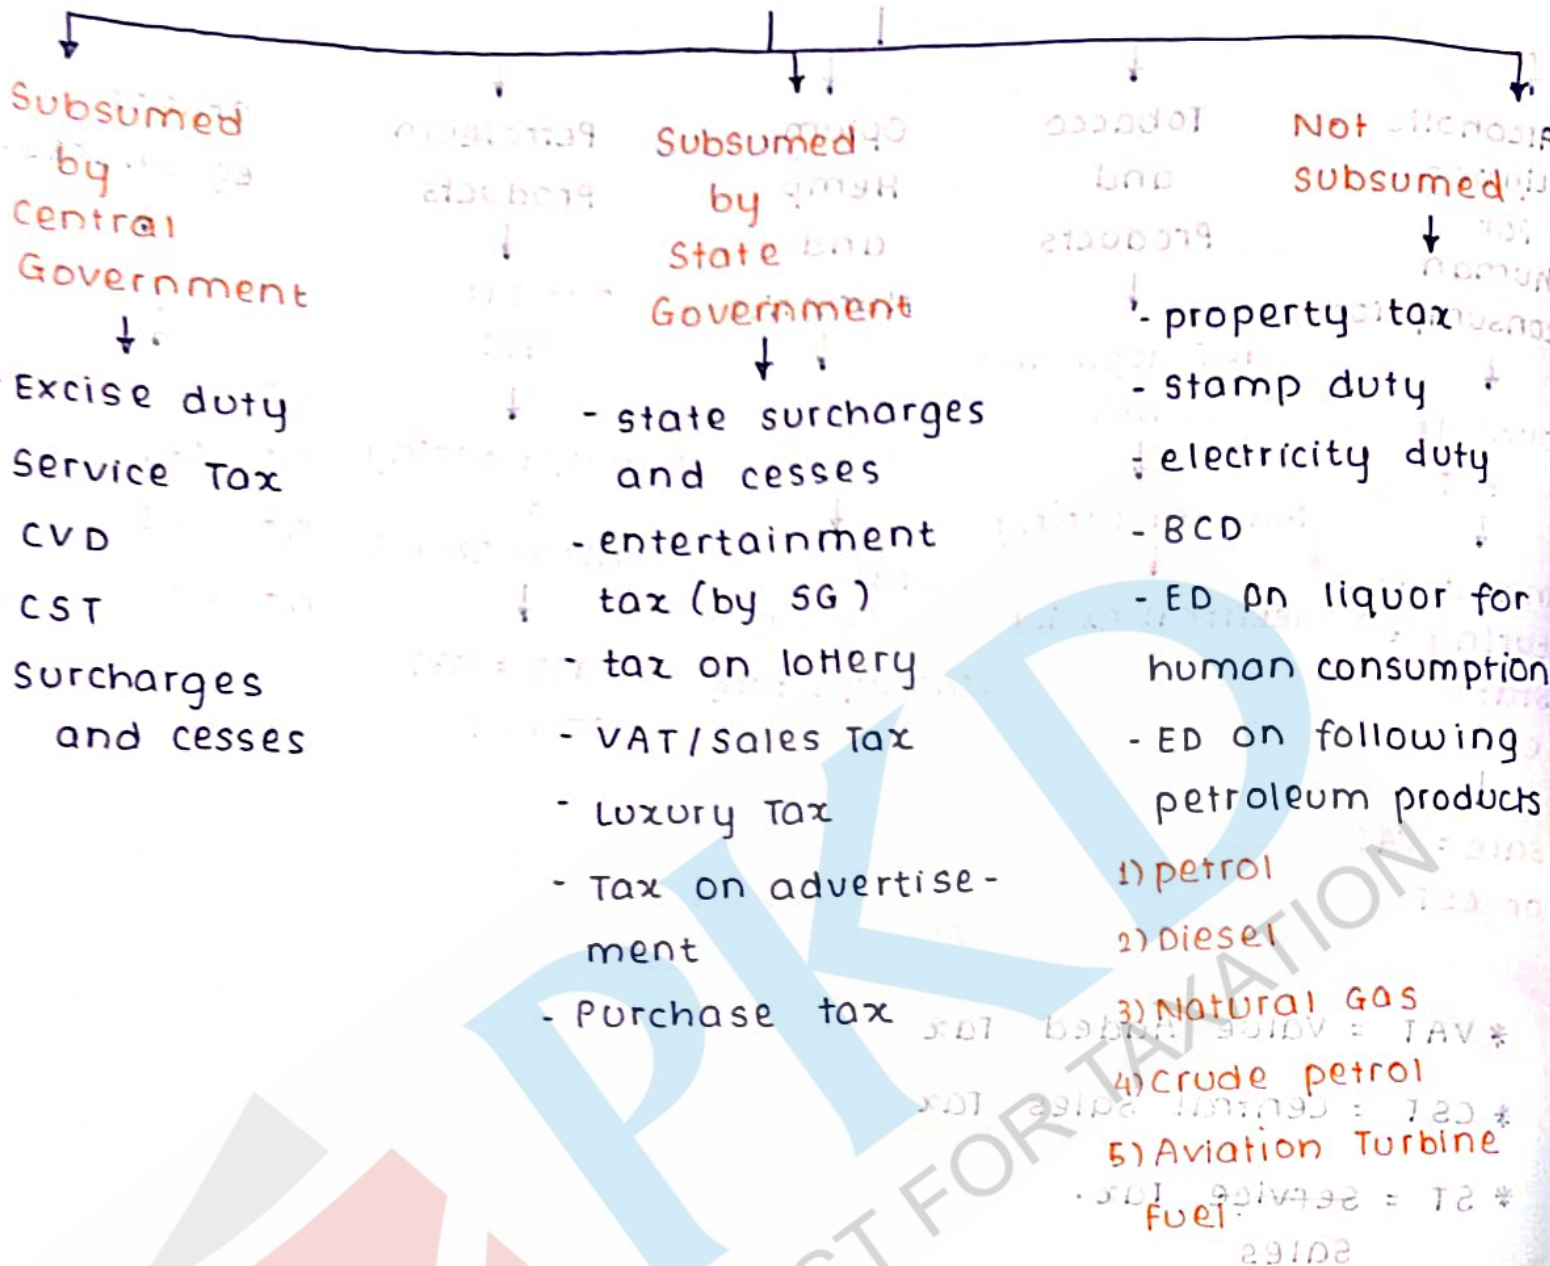 Subsumed
by
central
Government
Excise duty
Service Tax
CVD
CST
Surcharges
and cesses
Subsumed
by
State
Government
- state surcharges
and cesses
- entertainment
tax (by SG)
- tax on lottery
- VAT/Sales Tax
- Luxury Tax
- Tax on advertise-
ment
- Purchase tax
Not
subsumed
- property tax
- stamp duty
- electricity duty
- BCD
- ED on liquor for
human consumption
- ED on following
petroleum products
1) petrol
2) Diesel
3) Natural Gas
4) Crude petrol
5) Aviation Turbine
Fuel
PKD
FOR TAXATION